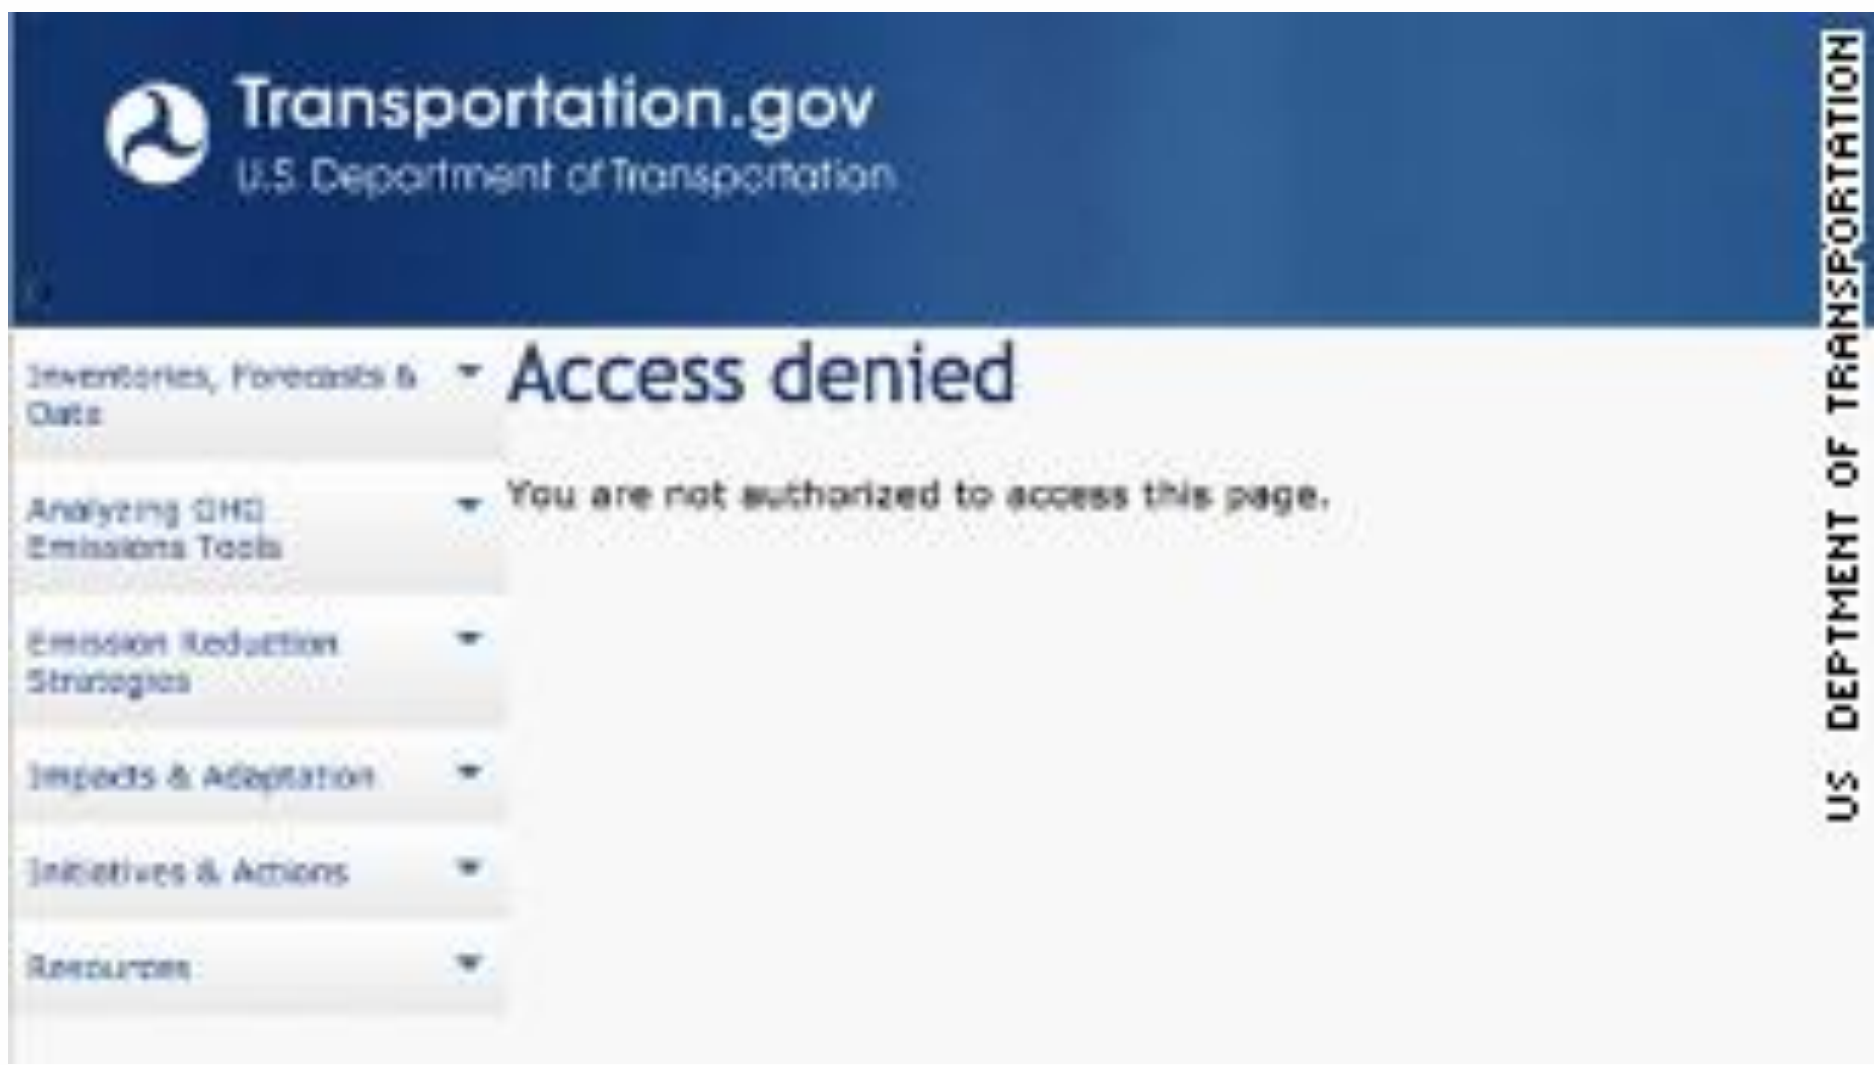 Transportation.gov
U.S. Department of Transportation
Inventories, Forecasts &
Data
Analyzing GHG
Emissions Tools
Emission Reduction
Strategies
Impacts & Adaptation
Initiatives & Actions
Resources
Access denied
You are not authorized to access this page.
US DEPTMENT OF TRANSPORTATION